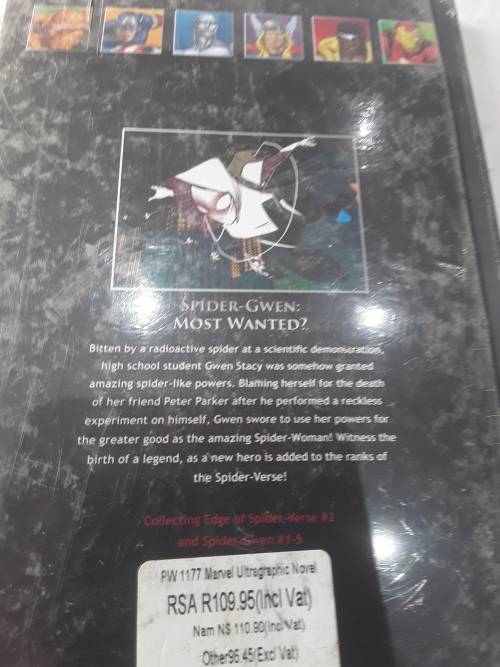 SPIDER-GWEN:
MOST WANTED?
Bitten by a radioactive spider at a scientific demonstration,
high school student Gwen Stacy was somehow granted
amazing spider-like powers. Blaming herself for the death
of her friend Peter Parker after he performed a reckless
experiment on himself, Gwen swore to use her powers for
the greater good as the amazing Spider-Woman! Witness the
birth of a legend, as a new hero is added to the ranks of
the Spider-Verse!
Collecting Edge of Spider-Verse #2
and Spider-Gwen #1-5
PW 1177 Marvel Ultragraphic Novel
RSA R109.95(Incl Vat)
Nam N$ 110.90(Incl Vat)
Other96.45(Excl Vat)